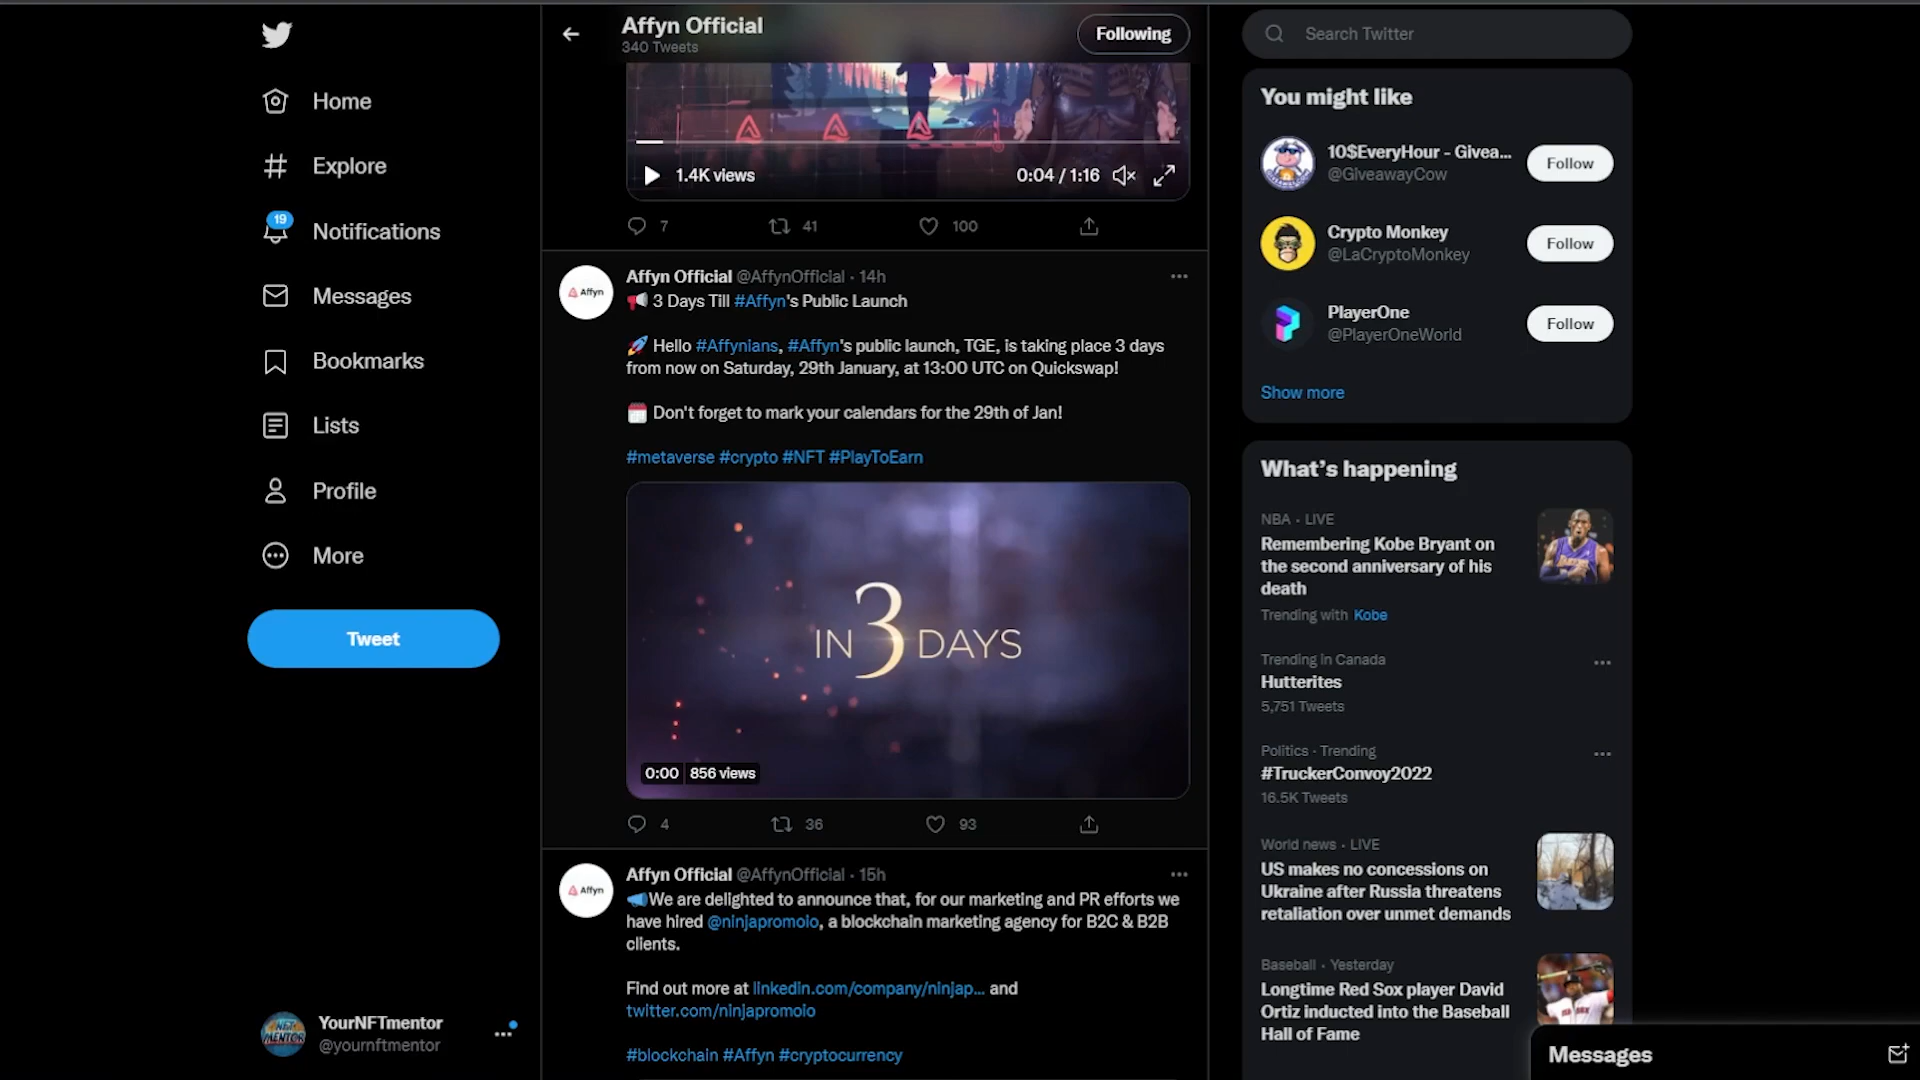 Home
Explore
19
Notifications
Messages
Bookmarks
Lists
Profile
More
Tweet
YourNFTmentor
@yournftmentor
Affyn Official
340 Tweets
Following
1.4K views
0:04 / 1:16
7
41
100
Affyn
Affyn Official @AffynOfficial · 14h
3 Days Till #Affyn's Public Launch
Hello #Affynians, #Affyn's public launch, TGE, is taking place 3 days
from now on Saturday, 29th January, at 13:00 UTC on Quickswap!
Don't forget to mark your calendars for the 29th of Jan!
#metaverse #crypto #NFT #PlayToEarn
IN 3 DAYS
0:00
856 views
4
36
93
Affyn
Affyn Official @AffynOfficial · 15h
We are delighted to announce that, for our marketing and PR efforts we
have hired @ninjapromoio, a blockchain marketing agency for B2C & B2B
clients.
Find out more at linkedin.com/company/ninjap... and
twitter.com/ninjapromoio
#blockchain #Affyn #cryptocurrency
Search Twitter
You might like
10$EveryHour - Givea...
@GiveawayCow
Follow
Crypto Monkey
@LaCryptoMonkey
Follow
PlayerOne
@PlayerOneWorld
Follow
Show more
What's happening
NBA · LIVE
Remembering Kobe Bryant on
the second anniversary of his
death
Trending with Kobe
Trending in Canada
Hutterites
5,751 Tweets
Politics · Trending
#TruckerConvoy2022
16.5K Tweets
World news · LIVE
US makes no concessions on
Ukraine after Russia threatens
retaliation over unmet demands
Baseball · Yesterday
Longtime Red Sox player David
Ortiz inducted into the Baseball
Hall of Fame
Messages